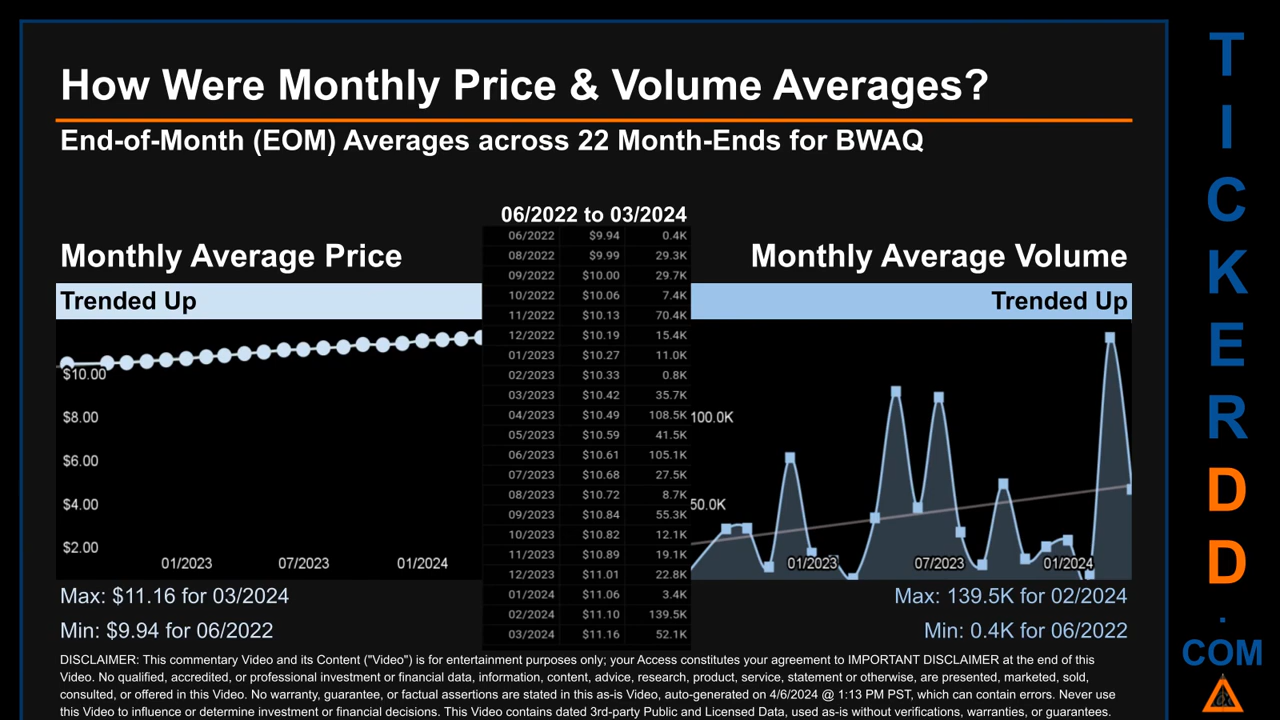 How Were Monthly Price & Volume Averages?
End-of-Month (EOM) Averages across 22 Month-Ends for BWAQ
06/2022 to 03/2024
Monthly Average Price
Monthly Average Volume
Trended Up
Trended Up
06/2022 $9.94 0.4K
08/2022 $9.99 29.3K
09/2022 $10.00 29.7K
10/2022 $10.06 7.4K
11/2022 $10.13 70.4K
12/2022 $10.19 15.4K
01/2023 $10.27 11.0K
02/2023 $10.33 0.8K
03/2023 $10.42 35.7K
04/2023 $10.49 108.5K
05/2023 $10.59 41.5K
06/2023 $10.61 105.1K
07/2023 $10.68 27.5K
08/2023 $10.72 8.7K
09/2023 $10.84 55.3K
10/2023 $10.82 12.1K
11/2023 $10.89 19.1K
12/2023 $11.01 22.8K
01/2024 $11.06 3.4K
02/2024 $11.10 139.5K
03/2024 $11.16 52.1K
$10.00
$8.00
$6.00
$4.00
$2.00
01/2023 07/2023 01/2024
100.0K
50.0K
01/2023 07/2023 01/2024
Max: $11.16 for 03/2024
Min: $9.94 for 06/2022
Max: 139.5K for 02/2024
Min: 0.4K for 06/2022
DISCLAIMER: This commentary Video and its Content ("Video") is for entertainment purposes only; your Access constitutes your agreement to IMPORTANT DISCLAIMER at the end of this
Video. No qualified, accredited, or professional investment or financial data, information, content, advice, research, product, service, statement or otherwise, are presented, marketed, sold,
consulted, or offered in this Video. No warranty, guarantee, or factual assertions are stated in this as-is Video, auto-generated on 4/6/2024 @ 1:13 PM PST, which can contain errors. Never use
this Video to influence or determine investment or financial decisions. This Video contains dated 3rd-party Public and Licensed Data, used as-is without verifications, warranties, or guarantees.
T
I
C
K
E
R
D
D
.
COM